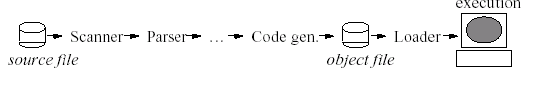 execution
Scanner Parser ... Code gen. Loader
source file object file